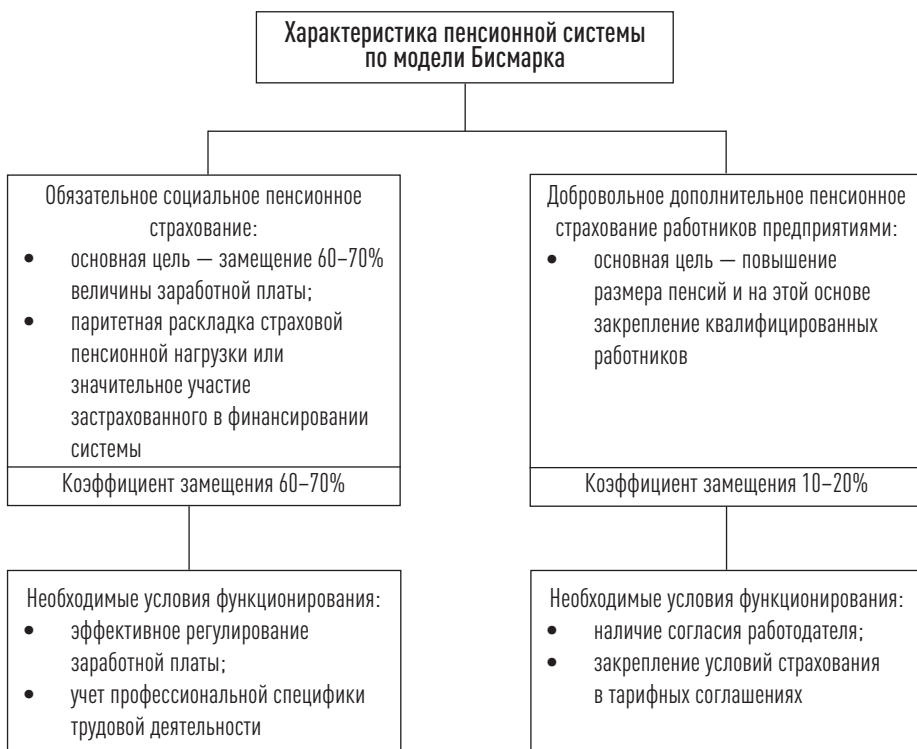 Характеристика пенсионной системы
по модели Бисмарка
Обязательное социальное пенсионное
страхование:
• основная цель — замещение 60–70%
величины заработной платы;
• паритетная раскладка страховой
пенсионной нагрузки или
значительное участие
застрахованного в финансировании
системы
Коэффициент замещения 60–70%
Необходимые условия функционирования:
• эффективное регулирование
заработной платы;
• учет профессиональной специфики
трудовой деятельности
Добровольное дополнительное пенсионное
страхование работников предприятиями:
• основная цель — повышение
размера пенсий и на этой основе
закрепление квалифицированных
работников
Коэффициент замещения 10–20%
Необходимые условия функционирования:
• наличие согласия работодателя;
• закрепление условий страхования
в тарифных соглашениях